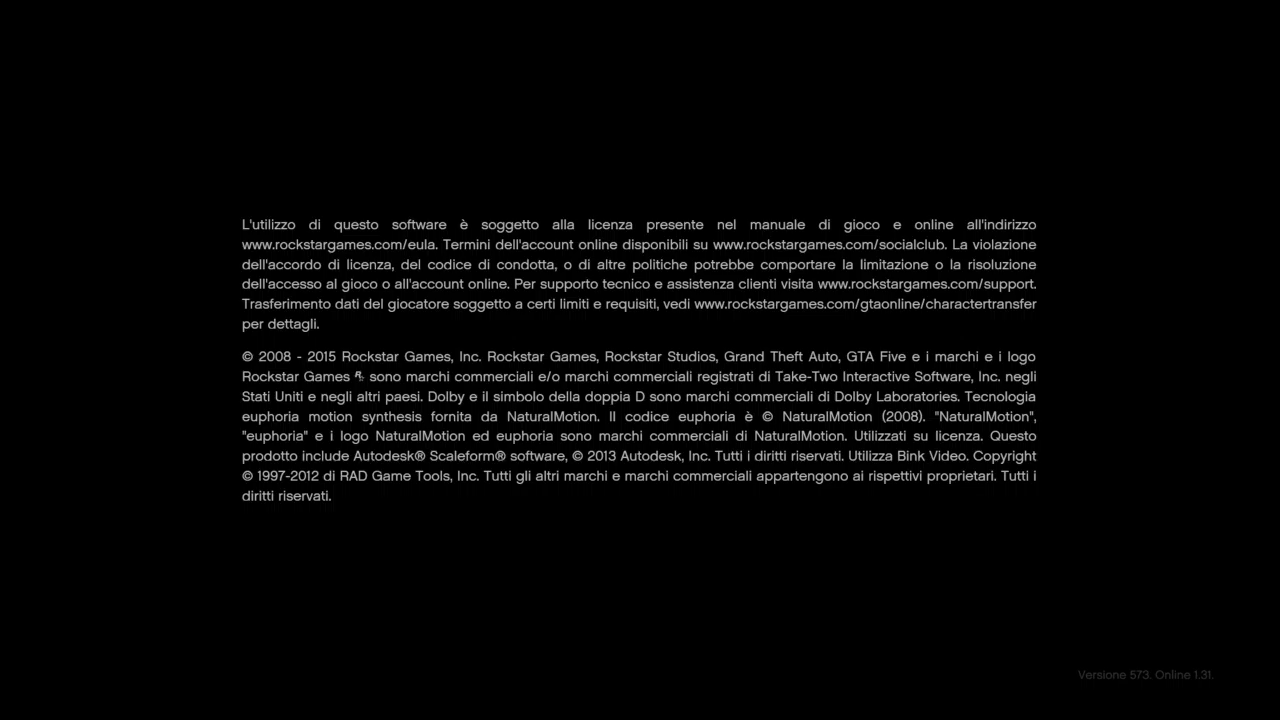 L'utilizzo di questo software è soggetto alla licenza presente nel manuale di gioco e online all'indirizzo
www.rockstargames.com/eula. Termini dell'account online disponibili su www.rockstargames.com/socialclub. La violazione
dell'accordo di licenza, del codice di condotta, o di altre politiche potrebbe comportare la limitazione o la risoluzione
dell'accesso al gioco o all'account online. Per supporto tecnico e assistenza clienti visita www.rockstargames.com/support.
Trasferimento dati del giocatore soggetto a certi limiti e requisiti, vedi www.rockstargames.com/gtaonline/charactertransfer
per dettagli.
© 2008 - 2015 Rockstar Games, Inc. Rockstar Games, Rockstar Studios, Grand Theft Auto, GTA Five e i marchi e i logo
Rockstar Games R* sono marchi commerciali e/o marchi commerciali registrati di Take-Two Interactive Software, Inc. negli
Stati Uniti e negli altri paesi. Dolby e il simbolo della doppia D sono marchi commerciali di Dolby Laboratories. Tecnologia
euphoria motion synthesis fornita da NaturalMotion. Il codice euphoria è © NaturalMotion (2008). "NaturalMotion",
"euphoria" e i logo NaturalMotion ed euphoria sono marchi commerciali di NaturalMotion. Utilizzati su licenza. Questo
prodotto include Autodesk® Scaleform® software, © 2013 Autodesk, Inc. Tutti i diritti riservati. Utilizza Bink Video. Copyright
© 1997-2012 di RAD Game Tools, Inc. Tutti gli altri marchi e marchi commerciali appartengono ai rispettivi proprietari. Tutti i
diritti riservati.
Versione 573. Online 1.31.